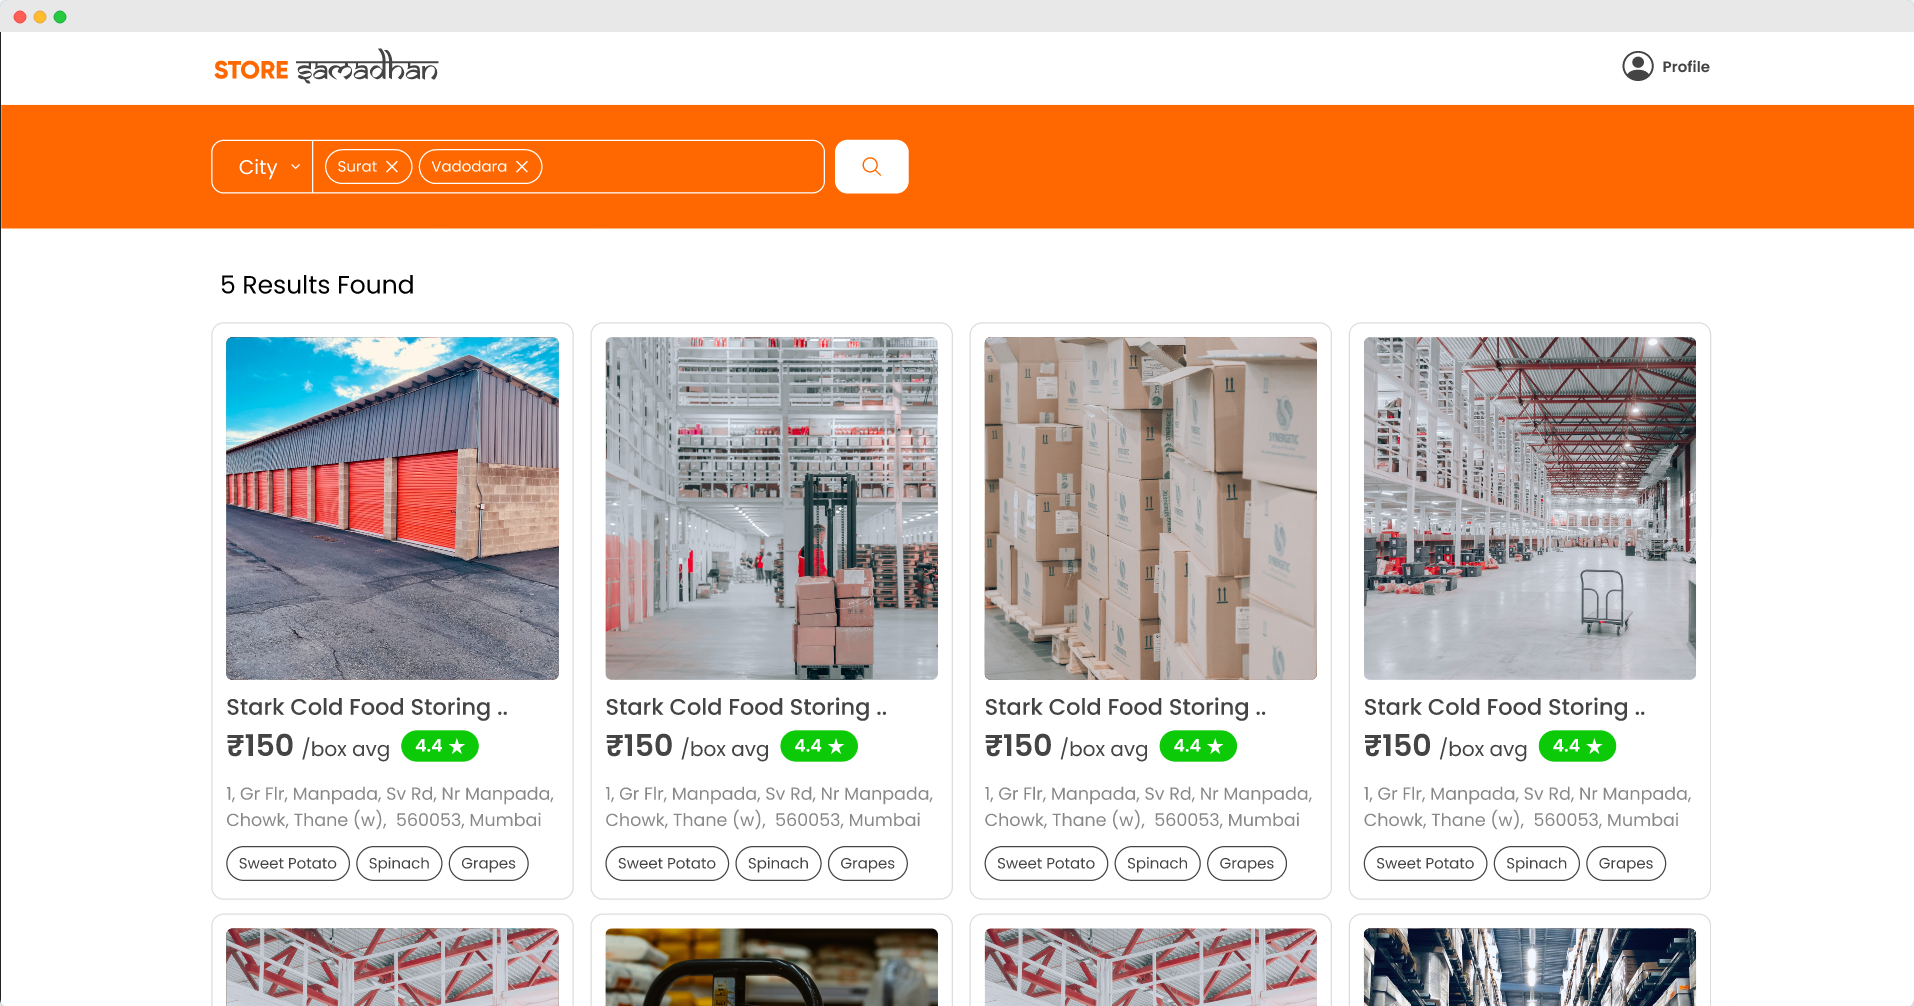 STORE samadhan
Profile
City
Surat
Vadodara
5 Results Found
Stark Cold Food Storing ..
₹150 /box avg 4.4 ★
1, Gr Flr, Manpada, Sv Rd, Nr Manpada,
Chowk, Thane (w), 560053, Mumbai
Sweet Potato Spinach Grapes
SYNERGETIC
Stark Cold Food Storing ..
₹150 /box avg 4.4 ★
1, Gr Flr, Manpada, Sv Rd, Nr Manpada,
Chowk, Thane (w), 560053, Mumbai
Sweet Potato Spinach Grapes
Stark Cold Food Storing ..
₹150 /box avg 4.4 ★
1, Gr Flr, Manpada, Sv Rd, Nr Manpada,
Chowk, Thane (w), 560053, Mumbai
Sweet Potato Spinach Grapes
Stark Cold Food Storing ..
₹150 /box avg 4.4 ★
1, Gr Flr, Manpada, Sv Rd, Nr Manpada,
Chowk, Thane (w), 560053, Mumbai
Sweet Potato Spinach Grapes